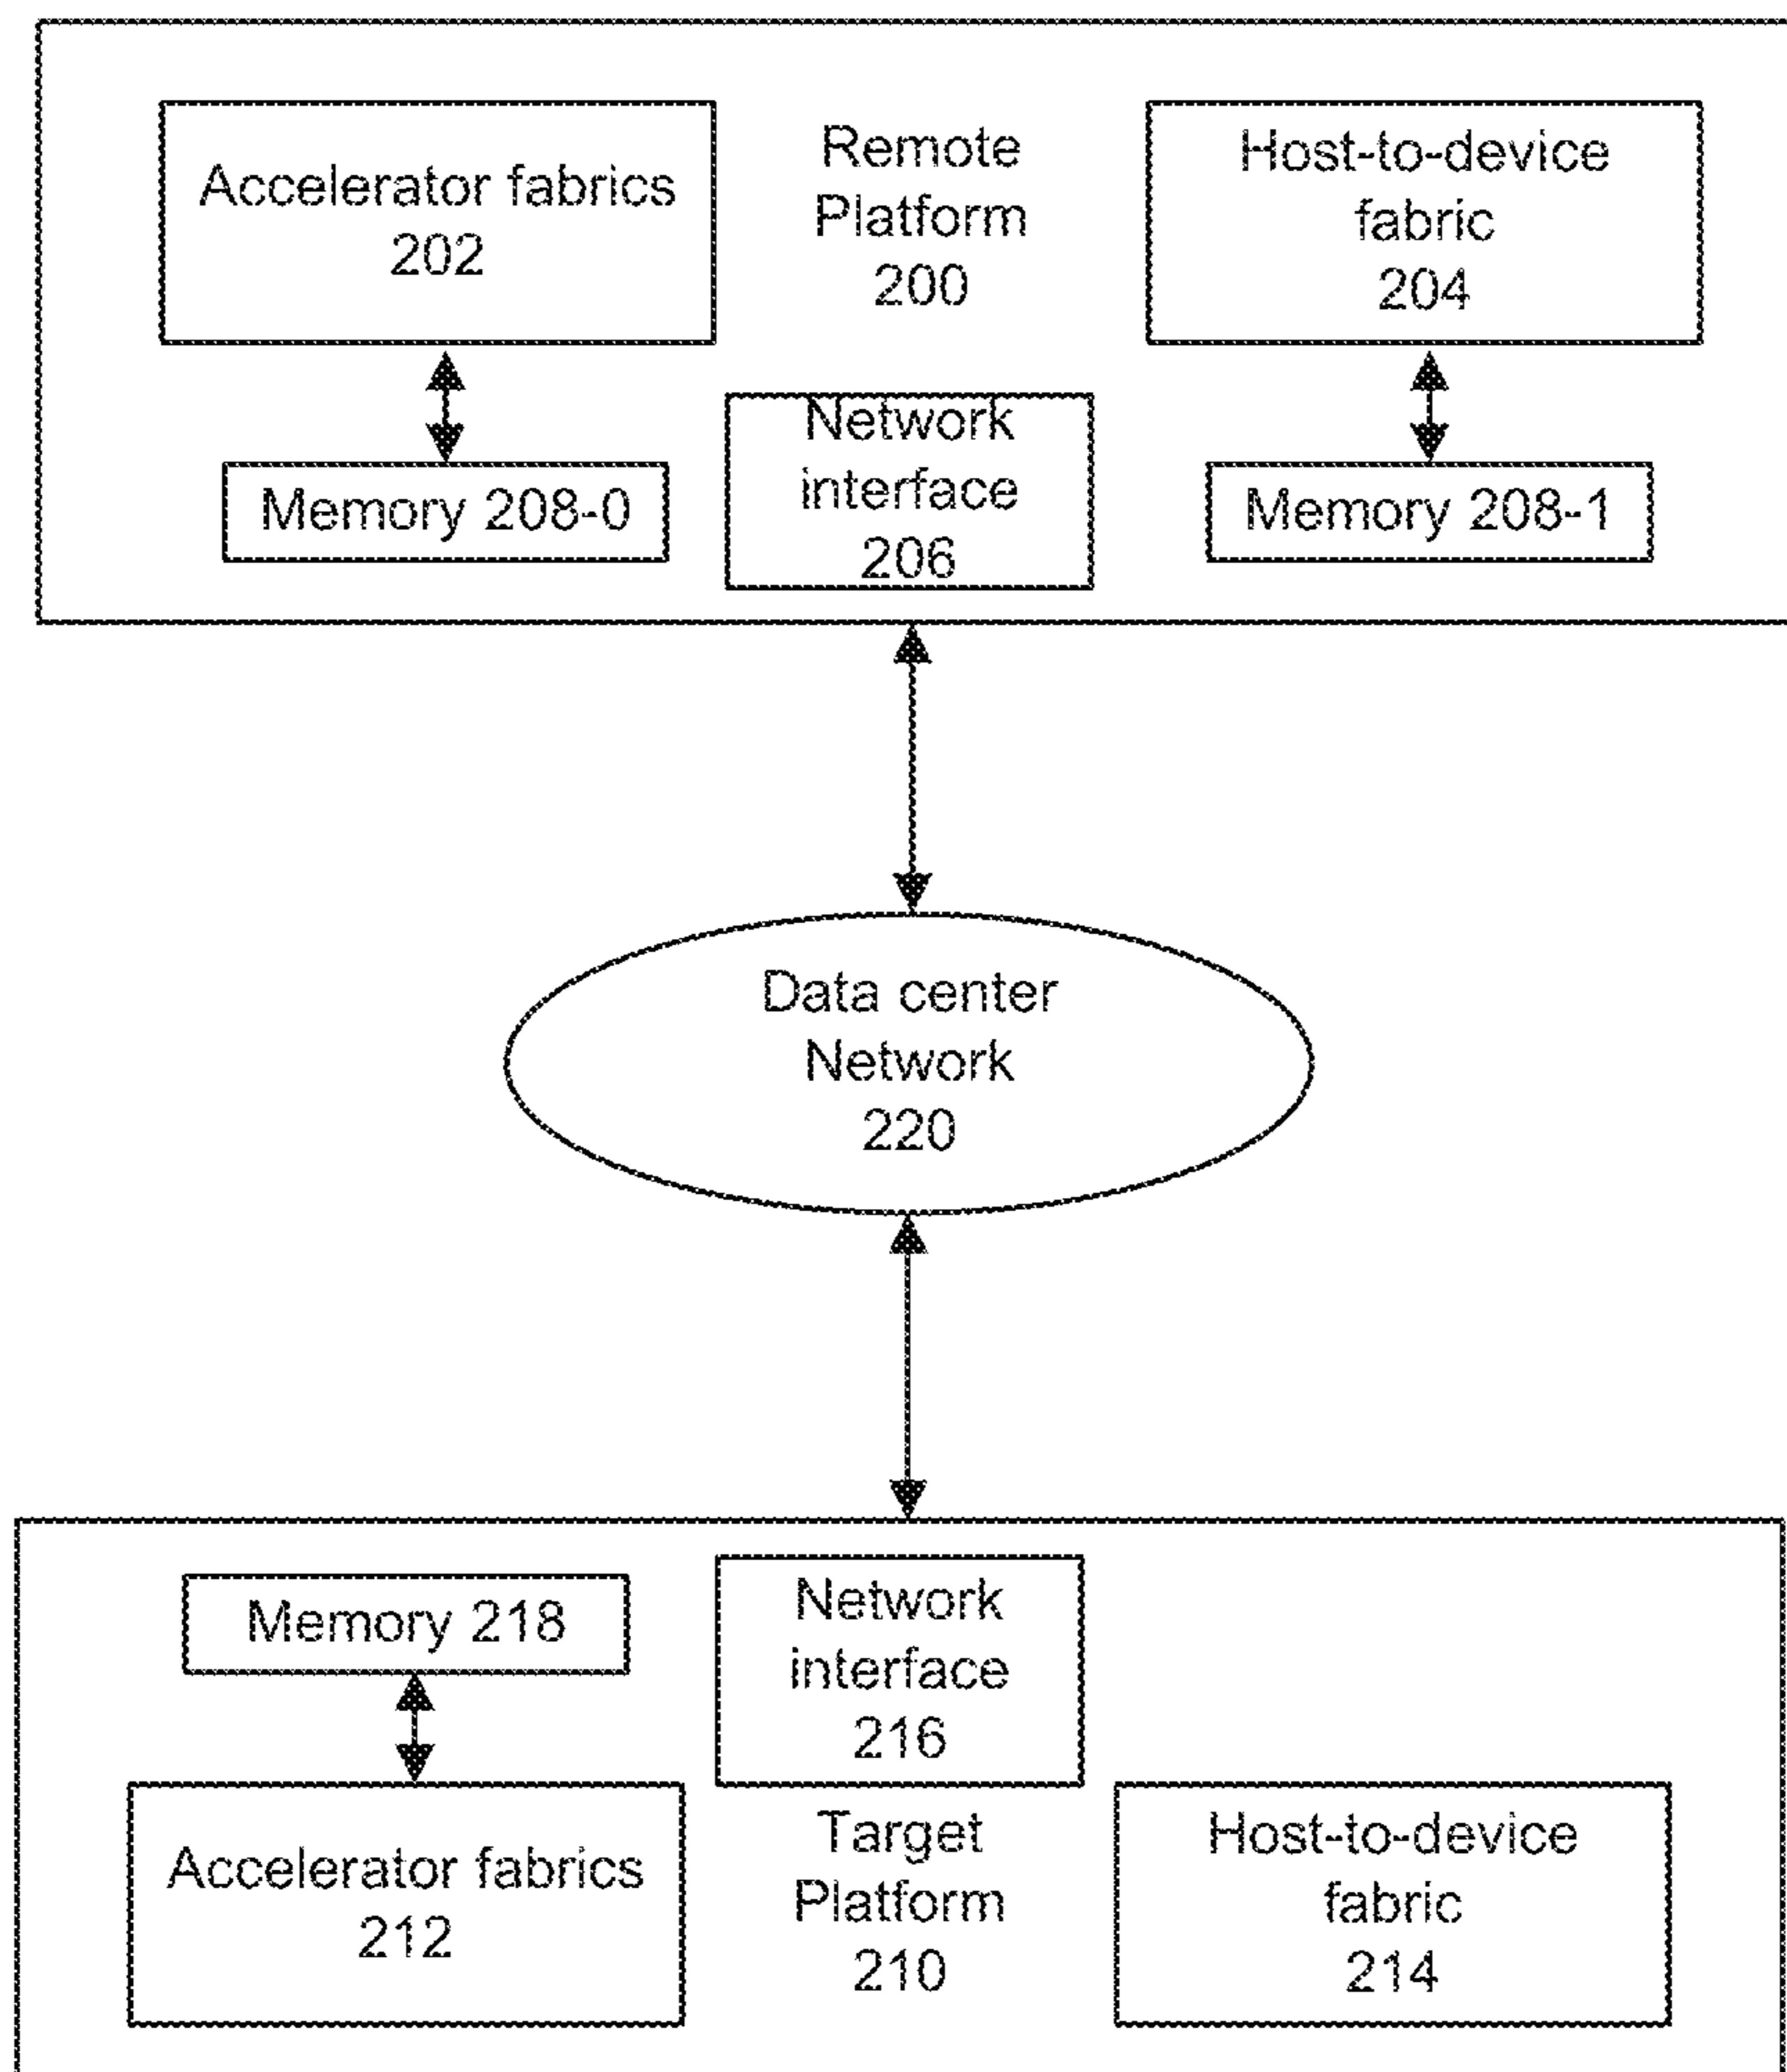 Accelerator fabrics
202
Remote
Platform
200
Host-to-device
fabric
204
Memory 208-0
Network
interface
206
Memory 208-1
Data center
Network
220
Memory 218
Network
interface
216
Accelerator fabrics
212
Target
Platform
210
Host-to-device
fabric
214